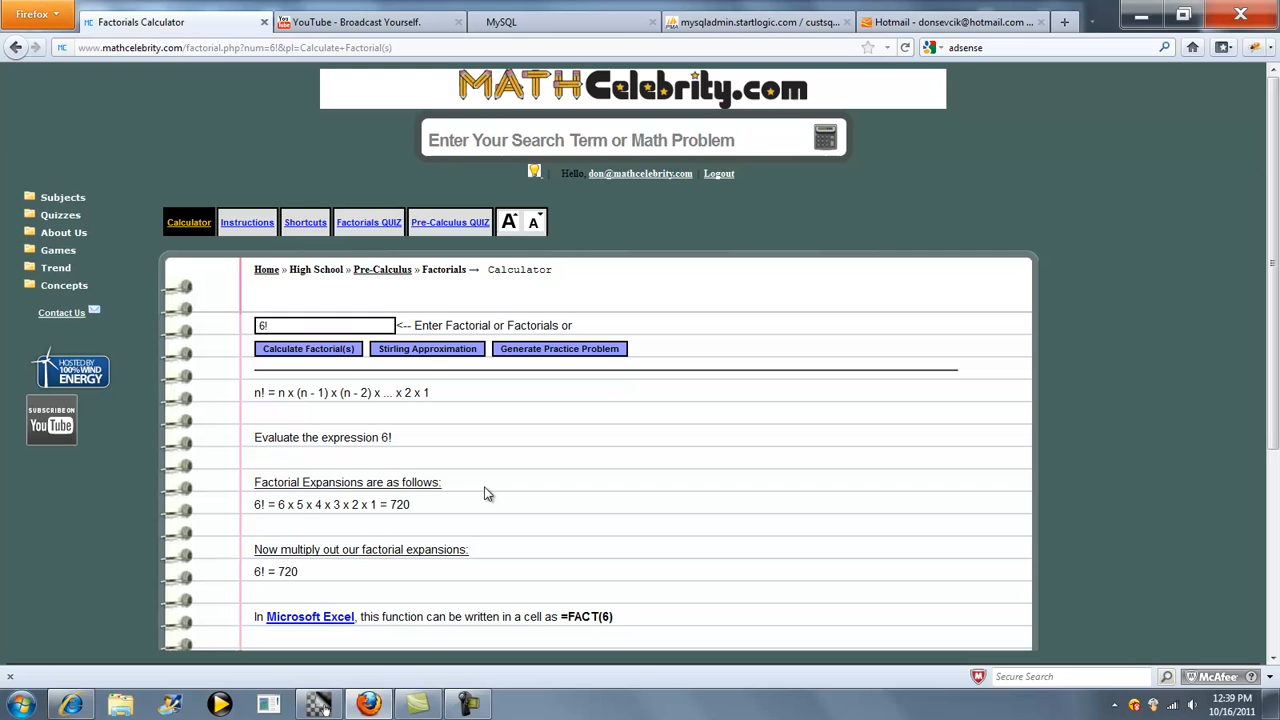 Firefox
Factorials Calculator
YouTube - Broadcast Yourself.
MySQL
mysqladmin.startlogic.com / custsq...
Hotmail - donsevcik@hotmail.com ...
www.mathcelebrity.com/factorial.php?num=6!&pl=Calculate+Factorial(s)
adsense
MATHCelebrity.com
Enter Your Search Term or Math Problem
| Hello, don@mathcelebrity.com | Logout
Subjects
Quizzes
About Us
Games
Trend
Concepts
Contact Us
HOSTED BY
100% WIND
ENERGY
SUBSCRIBE ON
YouTube
Calculator
Instructions
Shortcuts
Factorials QUIZ
Pre-Calculus QUIZ
A A
Home » High School » Pre-Calculus » Factorials → Calculator
6! <-- Enter Factorial or Factorials or
Calculate Factorial(s) Stirling Approximation Generate Practice Problem
n! = n x (n - 1) x (n - 2) x ... x 2 x 1
Evaluate the expression 6!
Factorial Expansions are as follows:
6! = 6 x 5 x 4 x 3 x 2 x 1 = 720
Now multiply out our factorial expansions:
6! = 720
In Microsoft Excel, this function can be written in a cell as =FACT(6)
Secure Search
McAfee
12:39 PM
10/16/2011